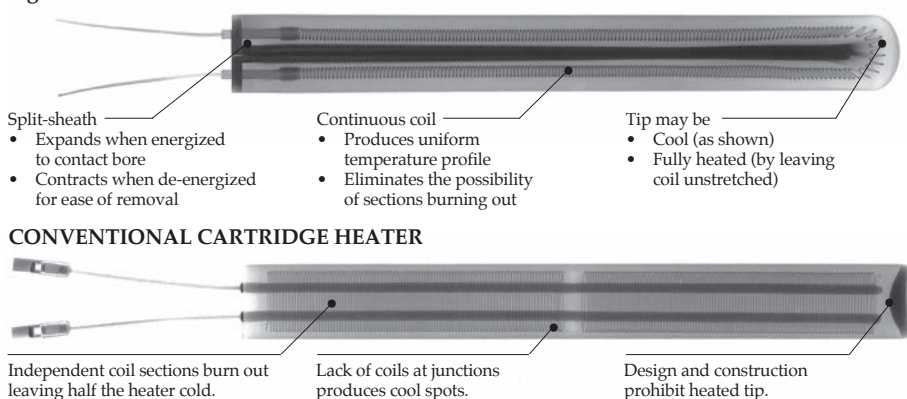 Split-sheath
• Expands when energized
to contact bore
• Contracts when de-energized
for ease of removal
Continuous coil
• Produces uniform
temperature profile
• Eliminates the possibility
of sections burning out
Tip may be
• Cool (as shown)
• Fully heated (by leaving
coil unstretched)
CONVENTIONAL CARTRIDGE HEATER
Independent coil sections burn out
leaving half the heater cold.
Lack of coils at junctions
produces cool spots.
Design and construction
prohibit heated tip.